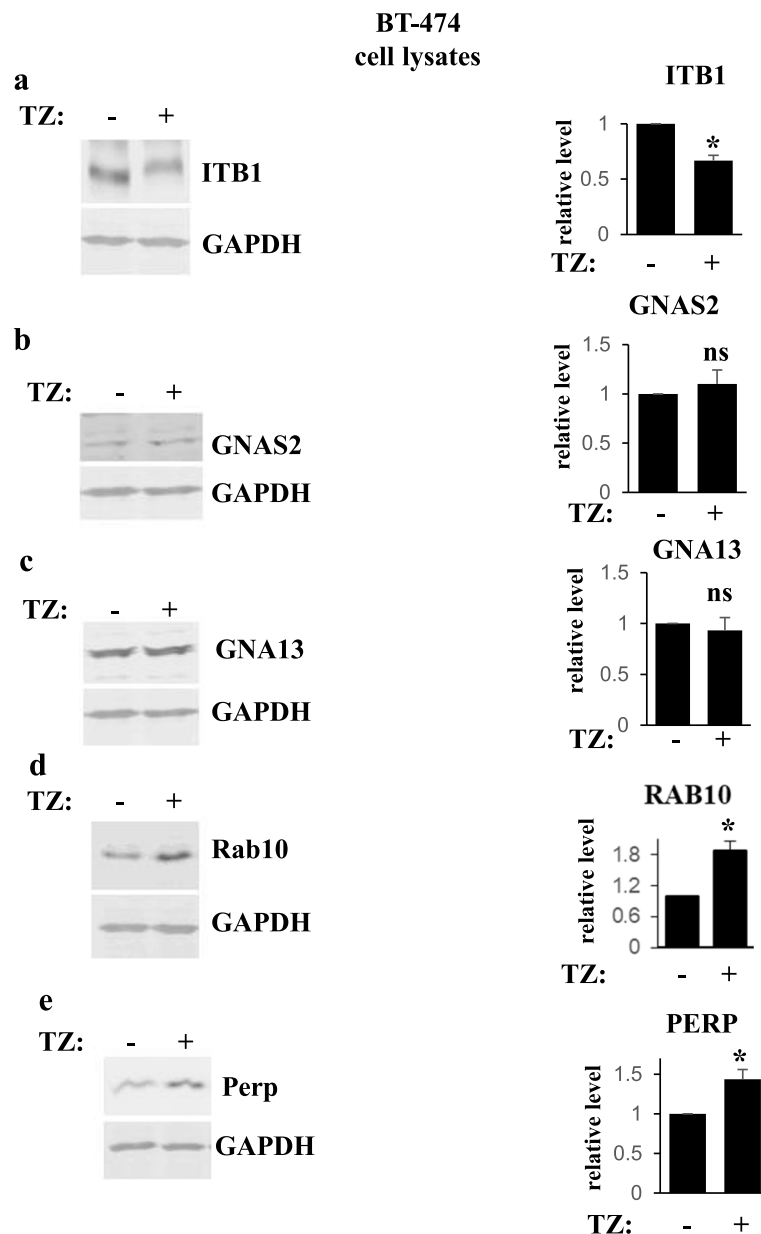 BT-474
cell lysates
a
TZ: - +
ITB1
GAPDH
ITB1
relative level
1
0.5
0
*
TZ: - +
b
TZ: - +
GNAS2
GAPDH
GNAS2
relative level
1.5
1
0.5
0
ns
TZ: - +
c
TZ: - +
GNA13
GAPDH
GNA13
relative level
1.5
1
0.5
0
ns
TZ: - +
d
TZ: - +
Rab10
GAPDH
RAB10
relative level
1.8
1.2
0.6
0
*
TZ: - +
e
TZ: - +
Perp
GAPDH
PERP
relative level
1.5
1
0.5
0
*
TZ: - +